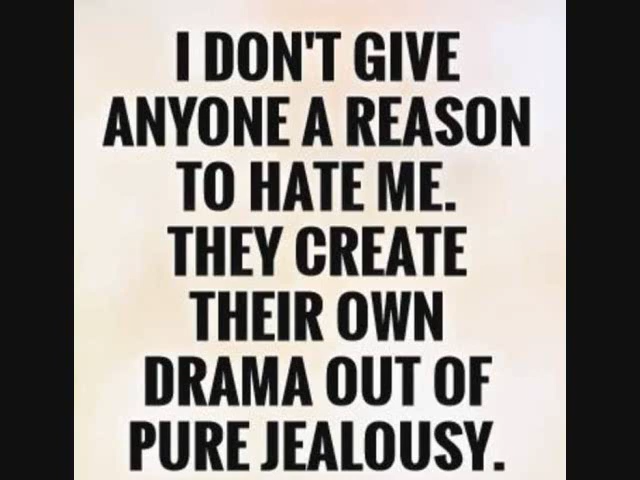 I DON'T GIVE
ANYONE A REASON
TO HATE ME.
THEY CREATE
THEIR OWN
DRAMA OUT OF
PURE JEALOUSY.